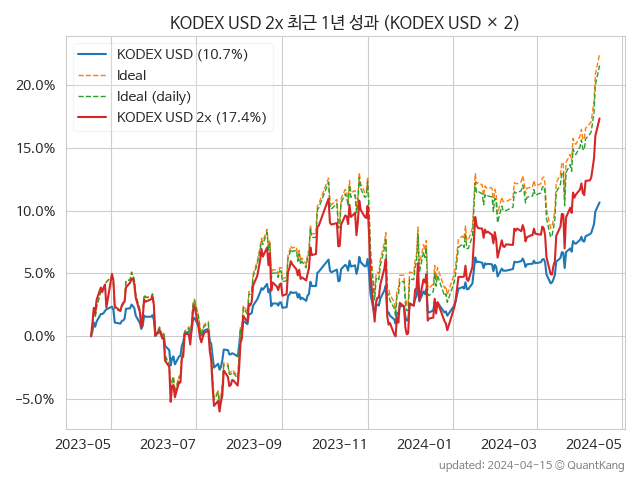 KODEX USD 2x 최근 1년 성과 (KODEX USD × 2)
KODEX USD (10.7%)
Ideal
Ideal (daily)
KODEX USD 2x (17.4%)
20.0%
15.0%
10.0%
5.0%
0.0%
−5.0%
2023-05 2023-07 2023-09 2023-11 2024-01 2024-03 2024-05
updated: 2024-04-15 © QuantKang